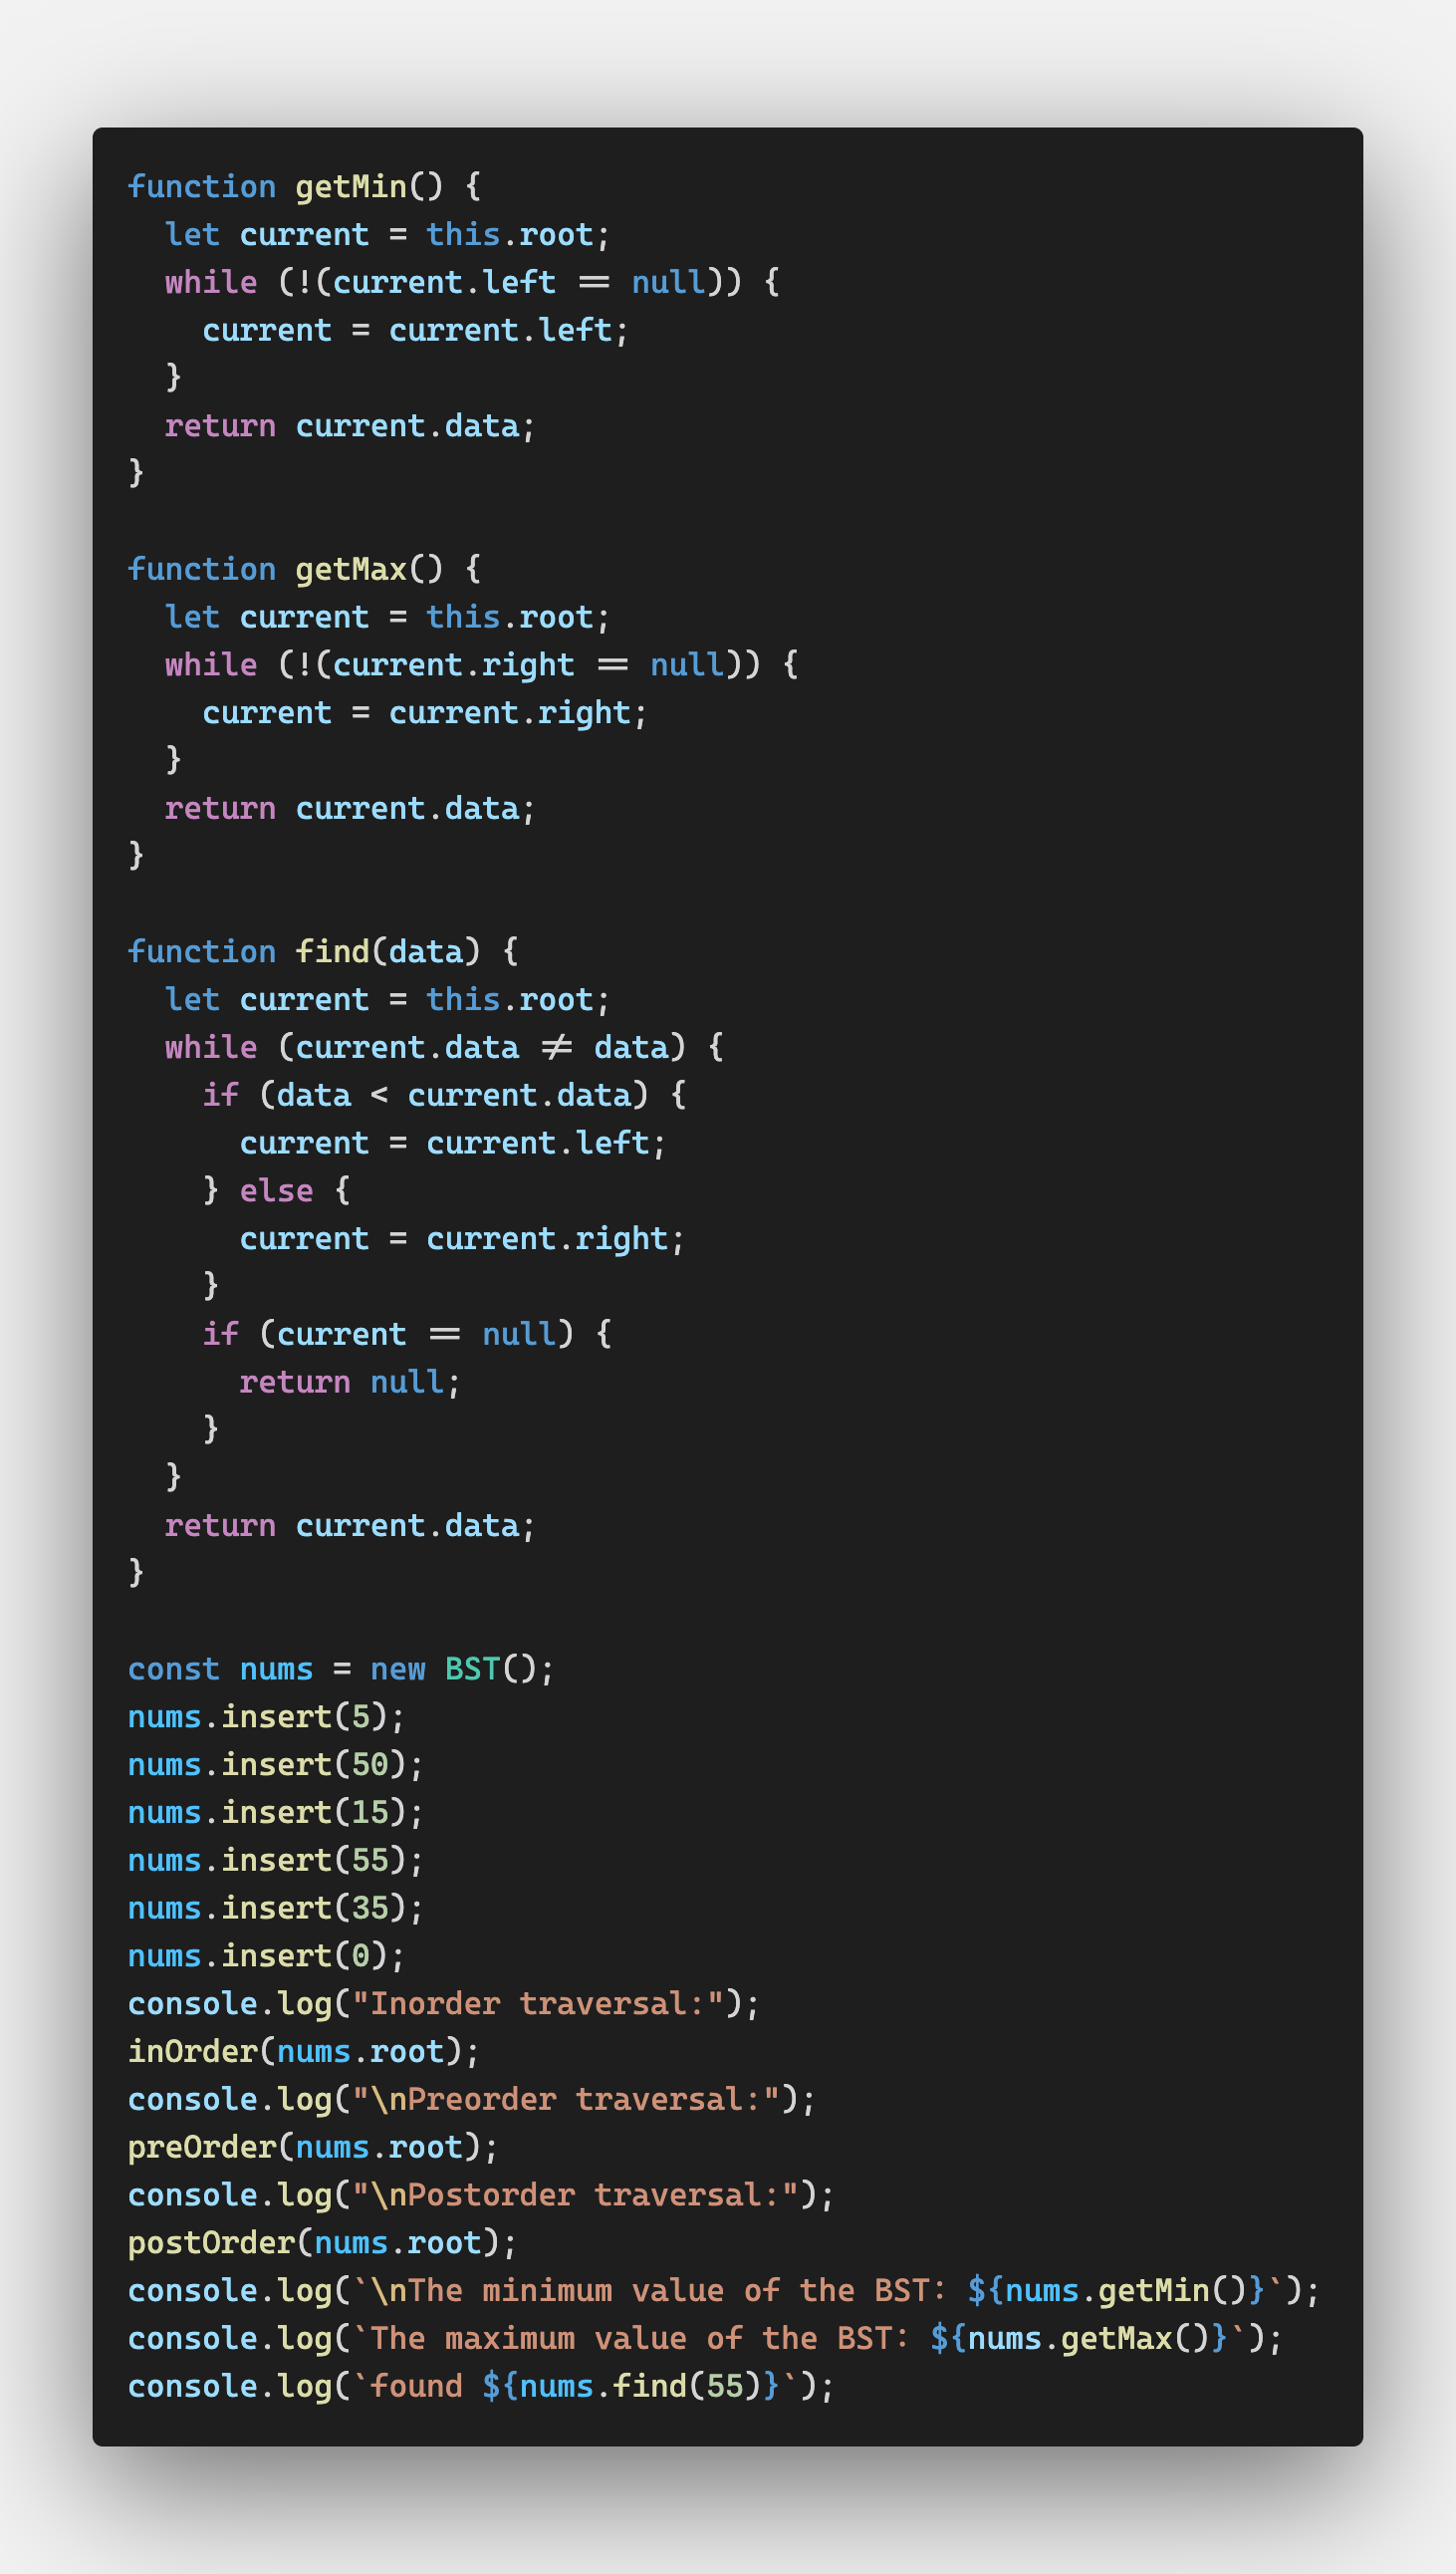 function getMin() {
  let current = this.root;
  while (!(current.left == null)) {
    current = current.left;
  }
  return current.data;
}

function getMax() {
  let current = this.root;
  while (!(current.right == null)) {
    current = current.right;
  }
  return current.data;
}

function find(data) {
  let current = this.root;
  while (current.data != data) {
    if (data < current.data) {
      current = current.left;
    } else {
      current = current.right;
    }
    if (current == null) {
      return null;
    }
  }
  return current.data;
}

const nums = new BST();
nums.insert(5);
nums.insert(50);
nums.insert(15);
nums.insert(55);
nums.insert(35);
nums.insert(0);
console.log("Inorder traversal:");
inOrder(nums.root);
console.log("\nPreorder traversal:");
preOrder(nums.root);
console.log("\nPostorder traversal:");
postOrder(nums.root);
console.log(`\nThe minimum value of the BST: ${nums.getMin()}`);
console.log(`The maximum value of the BST: ${nums.getMax()}`);
console.log(`found ${nums.find(55)}`);